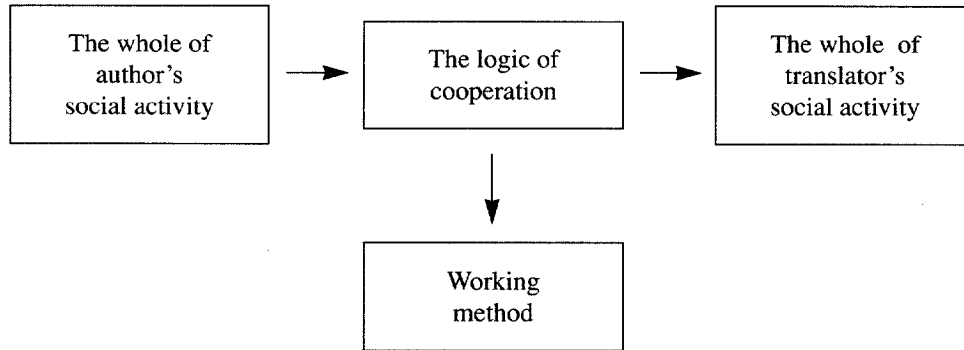 The whole of
author's
social activity
The logic of
cooperation
The whole of
translator's
social activity
Working
method